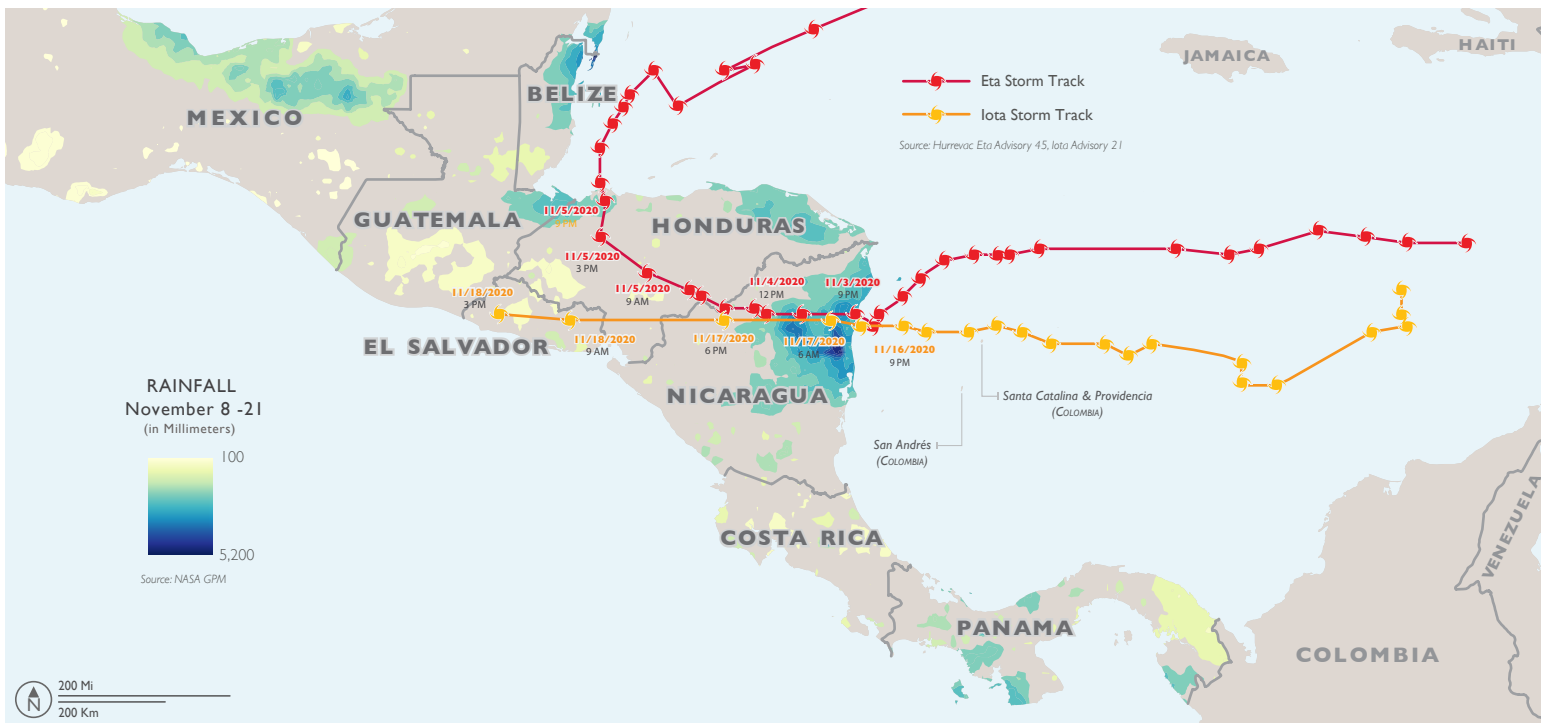 JAMAICA
HAITI
Eta Storm Track
Iota Storm Track
Source: Hurrevac Eta Advisory 45, Iota Advisory 21
BELIZE
MEXICO
GUATEMALA
HONDURAS
11/5/2020
9 PM
11/5/2020
3 PM
11/5/2020
9 AM
11/4/2020
12 PM
11/3/2020
9 PM
11/18/2020
3 PM
11/18/2020
9 AM
11/17/2020
6 PM
11/17/2020
6 AM
11/16/2020
9 PM
EL SALVADOR
NICARAGUA
Santa Catalina & Providencia
(COLOMBIA)
San Andrés
(COLOMBIA)
RAINFALL
November 8 -21
(in Millimeters)
100
5,200
Source: NASA GPM
COSTA RICA
PANAMA
COLOMBIA
VENEZUELA
N
200 Mi
200 Km